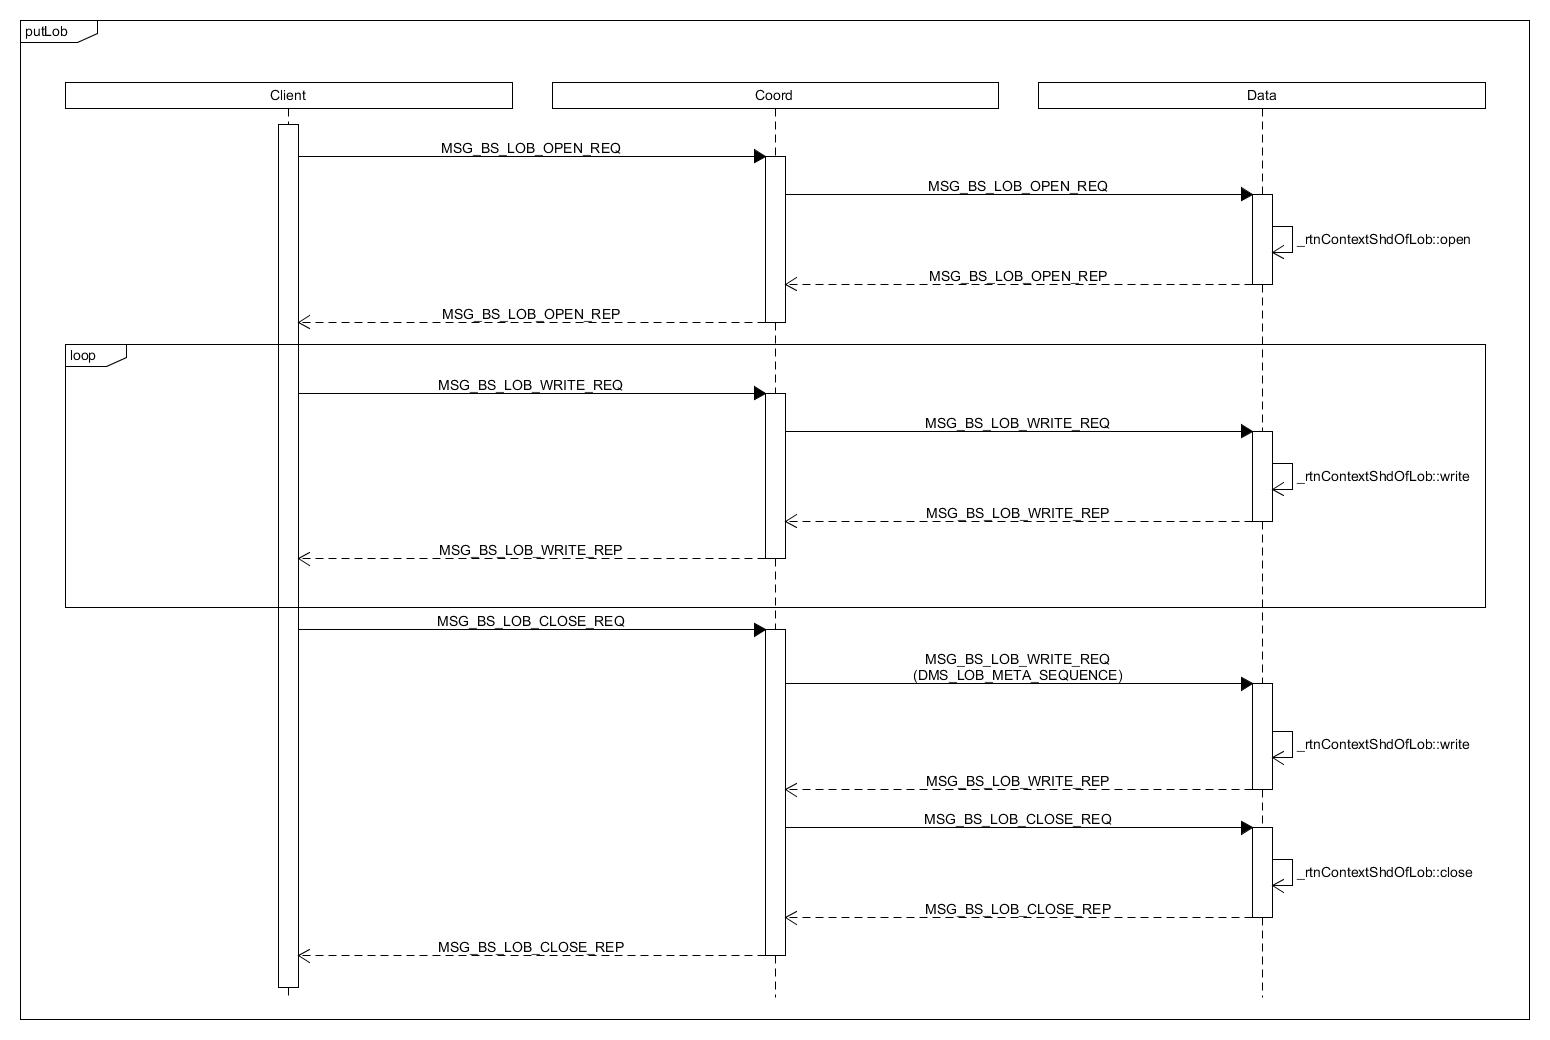 putLob
Client
Coord
Data
MSG_BS_LOB_OPEN_REQ
MSG_BS_LOB_OPEN_REQ
_rtnContextShdOfLob::open
MSG_BS_LOB_OPEN_REP
MSG_BS_LOB_OPEN_REP
loop
MSG_BS_LOB_WRITE_REQ
MSG_BS_LOB_WRITE_REQ
_rtnContextShdOfLob::write
MSG_BS_LOB_WRITE_REP
MSG_BS_LOB_WRITE_REP
MSG_BS_LOB_CLOSE_REQ
MSG_BS_LOB_WRITE_REQ
(DMS_LOB_META_SEQUENCE)
_rtnContextShdOfLob::write
MSG_BS_LOB_WRITE_REP
MSG_BS_LOB_CLOSE_REQ
_rtnContextShdOfLob::close
MSG_BS_LOB_CLOSE_REP
MSG_BS_LOB_CLOSE_REP